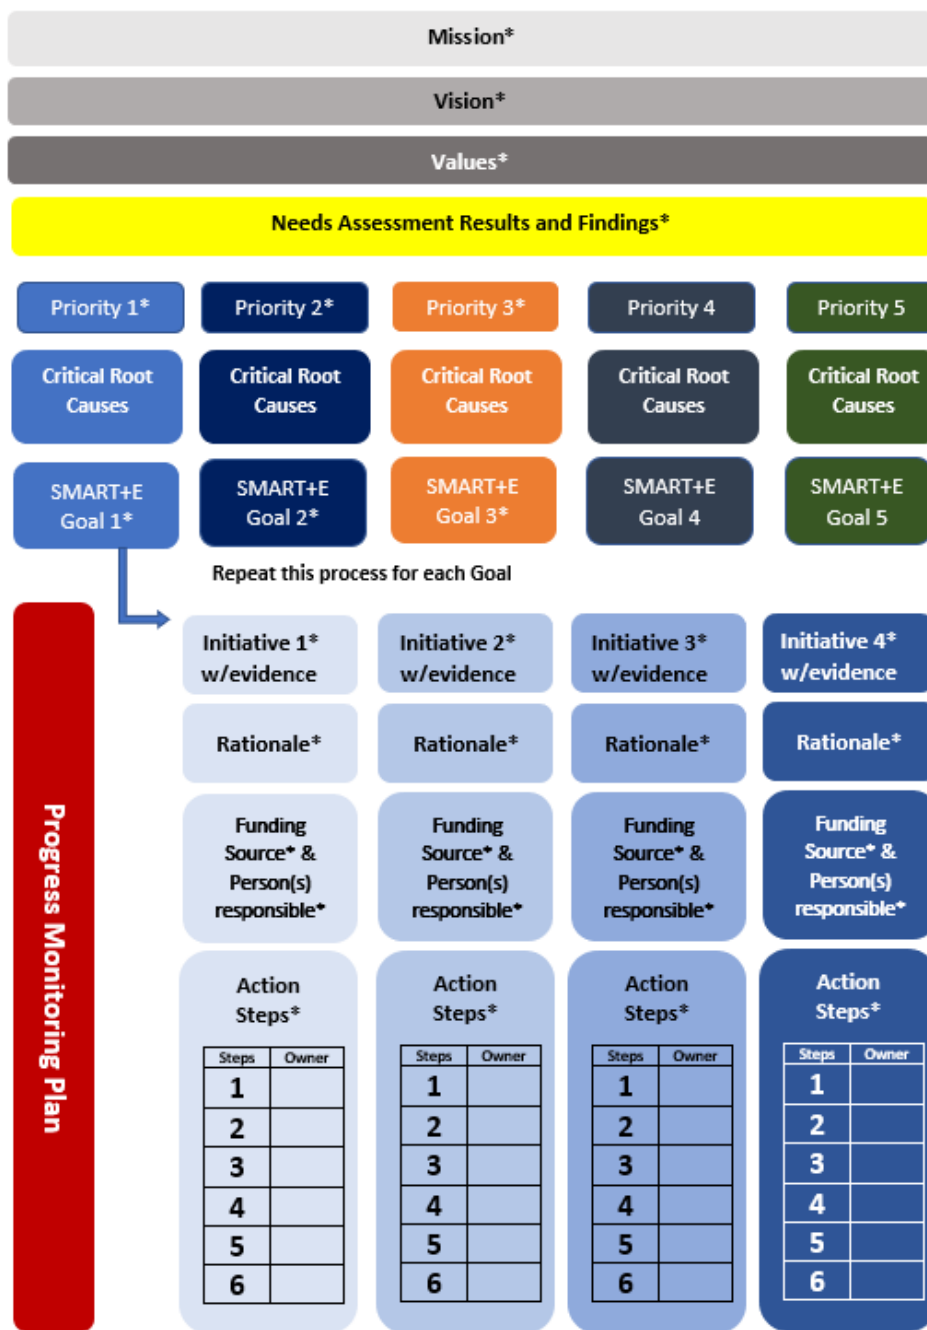 Mission*
Vision*
Values*
Needs Assessment Results and Findings*
Priority 1*
Priority 2*
Priority 3*
Priority 4
Priority 5
Critical Root
Causes
Critical Root
Causes
Critical Root
Causes
Critical Root
Causes
Critical Root
Causes
SMART+E
Goal 1*
SMART+E
Goal 2*
SMART+E
Goal 3*
SMART+E
Goal 4
SMART+E
Goal 5
Repeat this process for each Goal
Progress Monitoring Plan
Initiative 1*
w/evidence
Initiative 2*
w/evidence
Initiative 3*
w/evidence
Initiative 4*
w/evidence
Rationale*
Rationale*
Rationale*
Rationale*
Funding
Source* &
Person(s)
responsible*
Funding
Source* &
Person(s)
responsible*
Funding
Source* &
Person(s)
responsible*
Funding
Source* &
Person(s)
responsible*
Action
Steps*
Steps Owner
1
2
3
4
5
6
Action
Steps*
Steps Owner
1
2
3
4
5
6
Action
Steps*
Steps Owner
1
2
3
4
5
6
Action
Steps*
Steps Owner
1
2
3
4
5
6